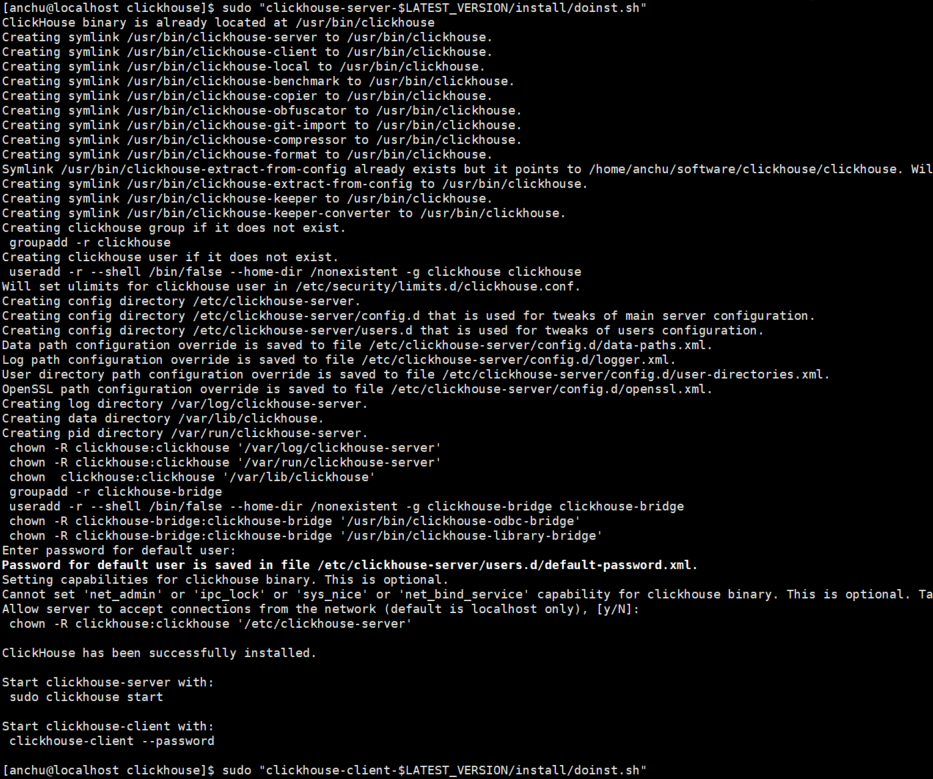 [anchu@localhost clickhouse]$ sudo "clickhouse-server-$LATEST_VERSION/install/doinst.sh"
ClickHouse binary is already located at /usr/bin/clickhouse
Creating symlink /usr/bin/clickhouse-server to /usr/bin/clickhouse.
Creating symlink /usr/bin/clickhouse-client to /usr/bin/clickhouse.
Creating symlink /usr/bin/clickhouse-local to /usr/bin/clickhouse.
Creating symlink /usr/bin/clickhouse-benchmark to /usr/bin/clickhouse.
Creating symlink /usr/bin/clickhouse-copier to /usr/bin/clickhouse.
Creating symlink /usr/bin/clickhouse-obfuscator to /usr/bin/clickhouse.
Creating symlink /usr/bin/clickhouse-git-import to /usr/bin/clickhouse.
Creating symlink /usr/bin/clickhouse-compressor to /usr/bin/clickhouse.
Creating symlink /usr/bin/clickhouse-format to /usr/bin/clickhouse.
Symlink /usr/bin/clickhouse-extract-from-config already exists but it points to /home/anchu/software/clickhouse/clickhouse. Wil
Creating symlink /usr/bin/clickhouse-extract-from-config to /usr/bin/clickhouse.
Creating symlink /usr/bin/clickhouse-keeper to /usr/bin/clickhouse.
Creating symlink /usr/bin/clickhouse-keeper-converter to /usr/bin/clickhouse.
Creating clickhouse group if it does not exist.
 groupadd -r clickhouse
Creating clickhouse user if it does not exist.
 useradd -r --shell /bin/false --home-dir /nonexistent -g clickhouse clickhouse
Will set ulimits for clickhouse user in /etc/security/limits.d/clickhouse.conf.
Creating config directory /etc/clickhouse-server.
Creating config directory /etc/clickhouse-server/config.d that is used for tweaks of main server configuration.
Creating config directory /etc/clickhouse-server/users.d that is used for tweaks of users configuration.
Data path configuration override is saved to file /etc/clickhouse-server/config.d/data-paths.xml.
Log path configuration override is saved to file /etc/clickhouse-server/config.d/logger.xml.
User directory path configuration override is saved to file /etc/clickhouse-server/config.d/user-directories.xml.
OpenSSL path configuration override is saved to file /etc/clickhouse-server/config.d/openssl.xml.
Creating log directory /var/log/clickhouse-server.
Creating data directory /var/lib/clickhouse.
Creating pid directory /var/run/clickhouse-server.
 chown -R clickhouse:clickhouse '/var/log/clickhouse-server'
 chown -R clickhouse:clickhouse '/var/run/clickhouse-server'
 chown  clickhouse:clickhouse '/var/lib/clickhouse'
 groupadd -r clickhouse-bridge
 useradd -r --shell /bin/false --home-dir /nonexistent -g clickhouse-bridge clickhouse-bridge
 chown -R clickhouse-bridge:clickhouse-bridge '/usr/bin/clickhouse-odbc-bridge'
 chown -R clickhouse-bridge:clickhouse-bridge '/usr/bin/clickhouse-library-bridge'
Enter password for default user:
Password for default user is saved in file /etc/clickhouse-server/users.d/default-password.xml.
Setting capabilities for clickhouse binary. This is optional.
Cannot set 'net_admin' or 'ipc_lock' or 'sys_nice' or 'net_bind_service' capability for clickhouse binary. This is optional. Ta
Allow server to accept connections from the network (default is localhost only), [y/N]:
 chown -R clickhouse:clickhouse '/etc/clickhouse-server'

ClickHouse has been successfully installed.

Start clickhouse-server with:
 sudo clickhouse start

Start clickhouse-client with:
 clickhouse-client --password

[anchu@localhost clickhouse]$ sudo "clickhouse-client-$LATEST_VERSION/install/doinst.sh"